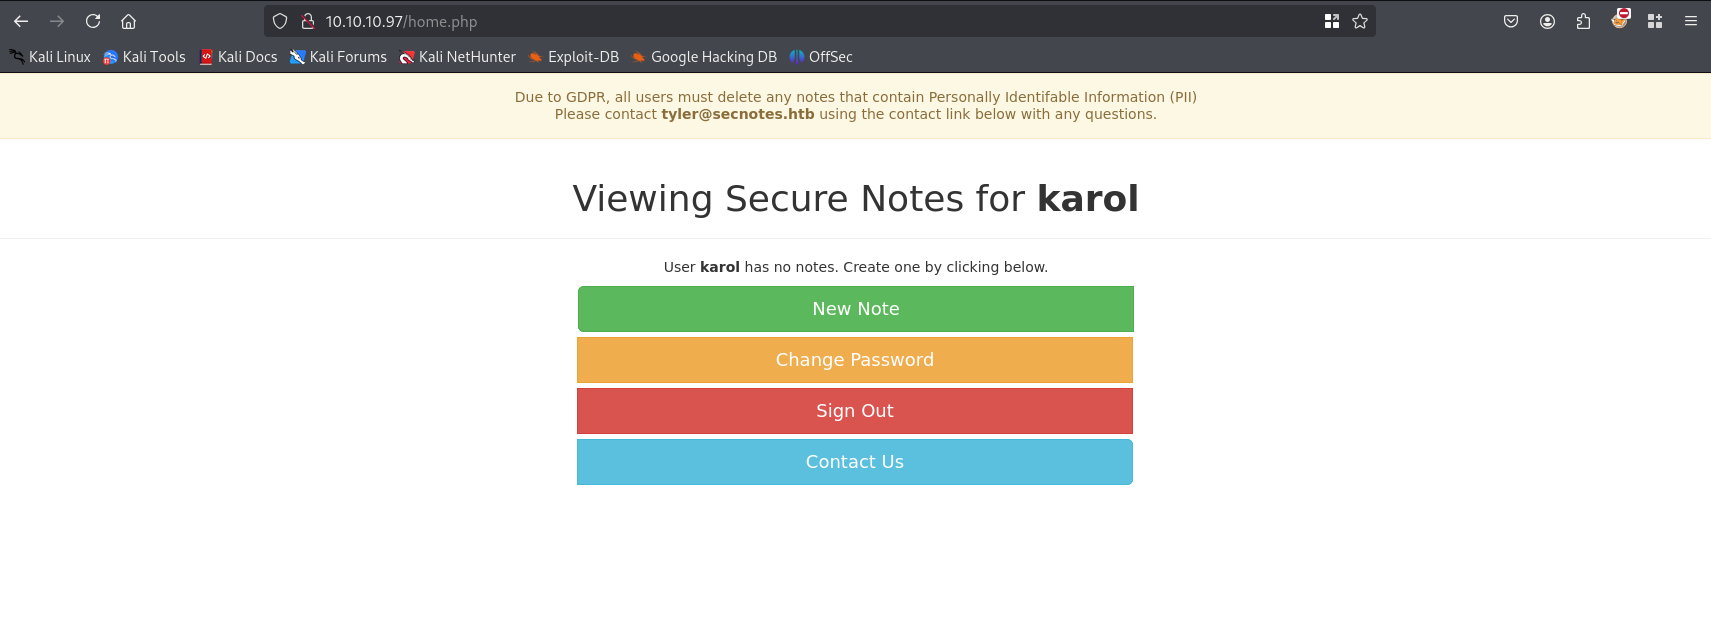 10.10.10.97/home.php
Kali Linux Kali Tools Kali Docs Kali Forums Kali NetHunter Exploit-DB Google Hacking DB OffSec
Due to GDPR, all users must delete any notes that contain Personally Identifable Information (PII)
Please contact tyler@secnotes.htb using the contact link below with any questions.
Viewing Secure Notes for karol
User karol has no notes. Create one by clicking below.
New Note
Change Password
Sign Out
Contact Us